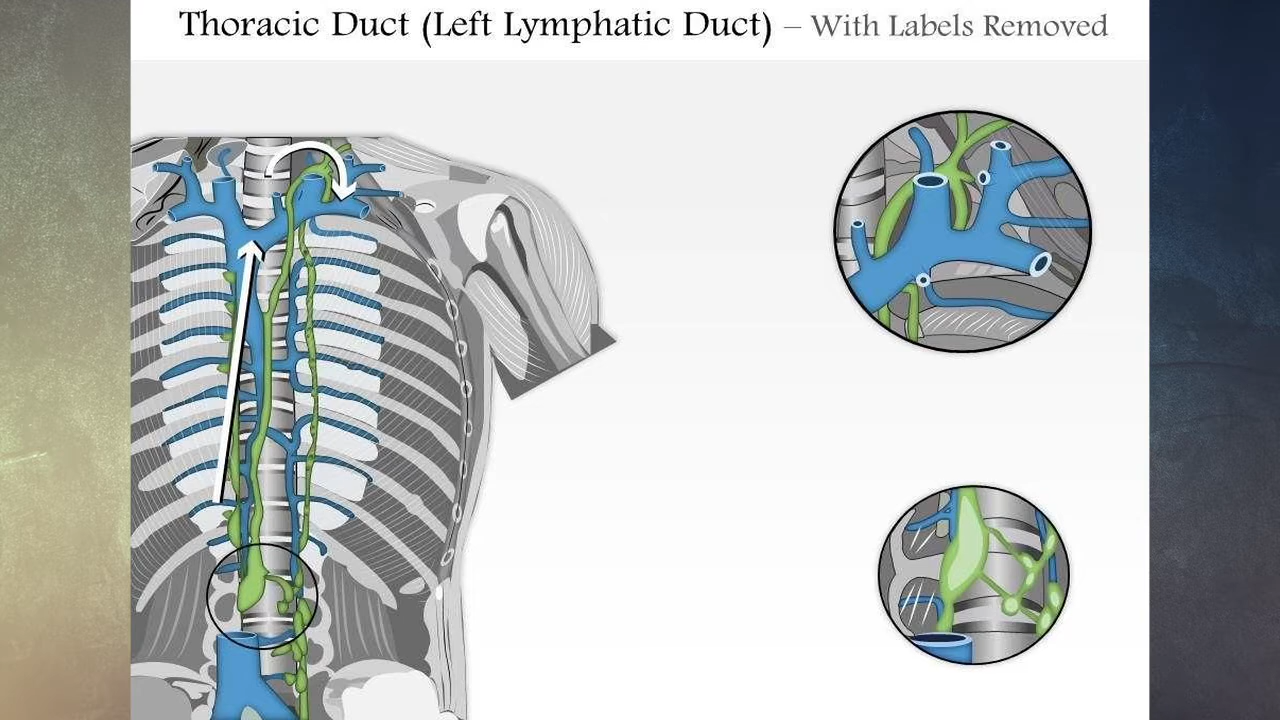 Thoracic Duct (Left Lymphatic Duct) – With Labels Removed